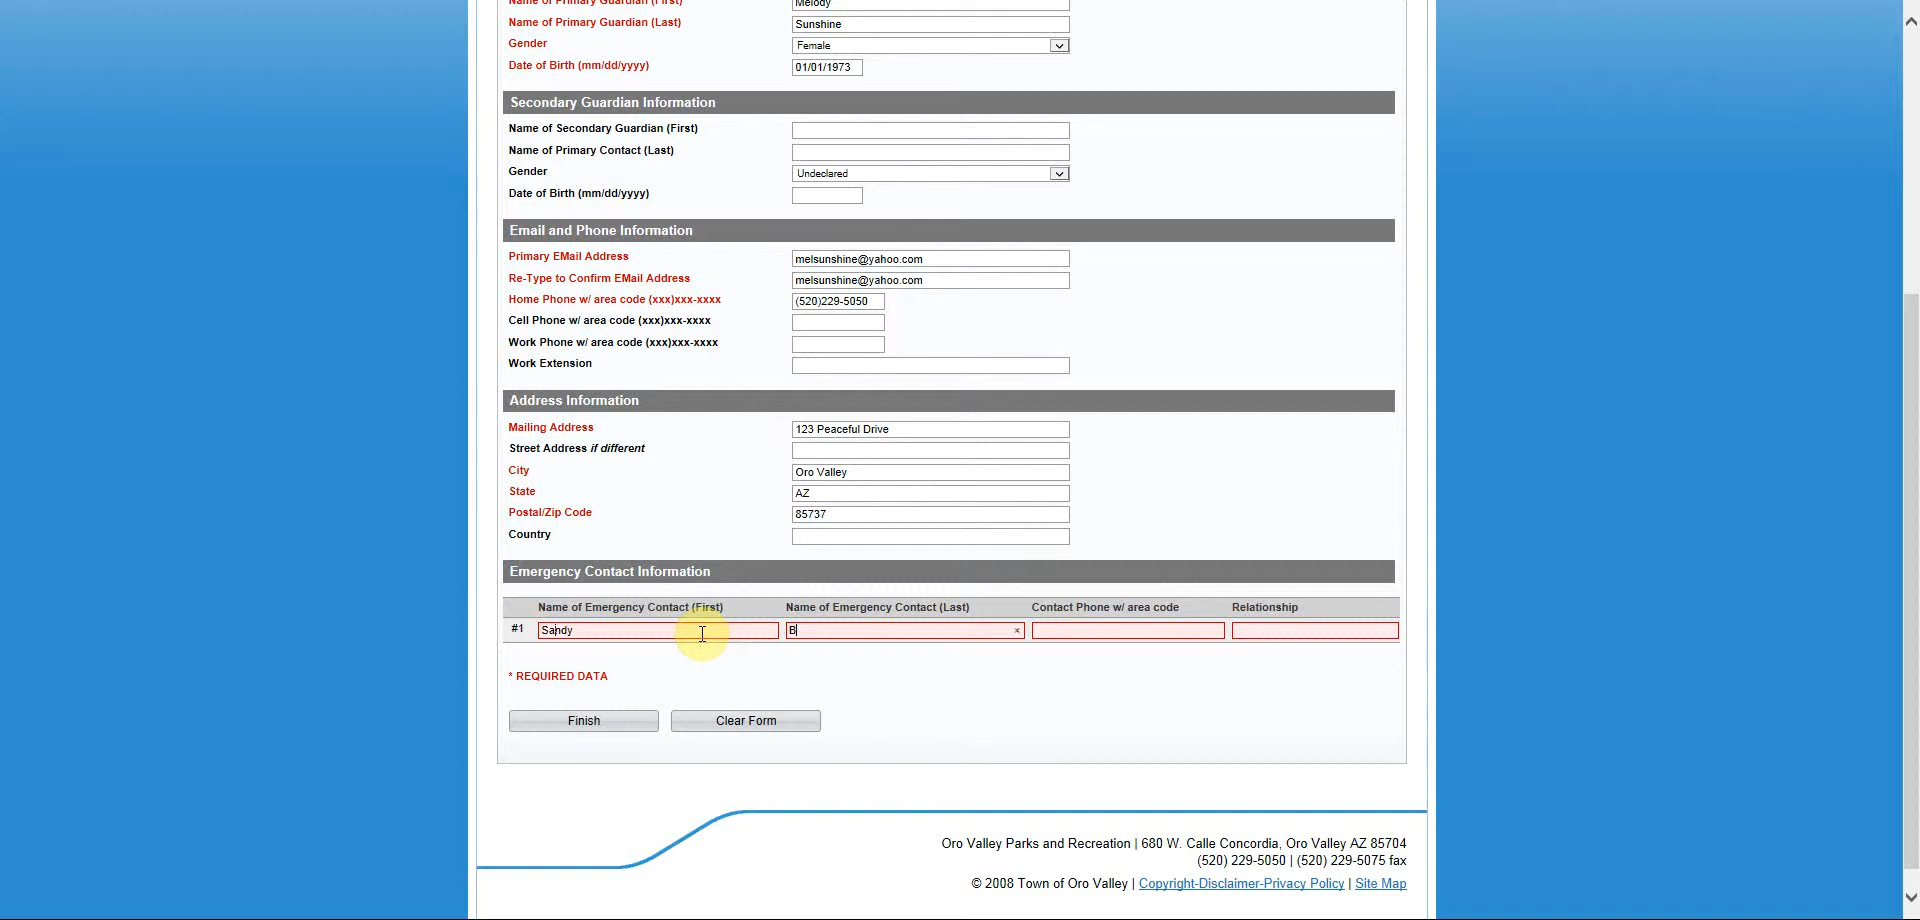 Name of Primary Guardian (First) Melody
Name of Primary Guardian (Last) Sunshine
Gender Female
Date of Birth (mm/dd/yyyy) 01/01/1973
Secondary Guardian Information
Name of Secondary Guardian (First)
Name of Primary Contact (Last)
Gender Undeclared
Date of Birth (mm/dd/yyyy)
Email and Phone Information
Primary EMail Address melsunshine@yahoo.com
Re-Type to Confirm EMail Address melsunshine@yahoo.com
Home Phone w/ area code (xxx)xxx-xxxx (520)229-5050
Cell Phone w/ area code (xxx)xxx-xxxx
Work Phone w/ area code (xxx)xxx-xxxx
Work Extension
Address Information
Mailing Address 123 Peaceful Drive
Street Address if different
City Oro Valley
State AZ
Postal/Zip Code 85737
Country
Emergency Contact Information
Name of Emergency Contact (First) Name of Emergency Contact (Last) Contact Phone w/ area code Relationship
#1 Sandy B ×
* REQUIRED DATA
Finish Clear Form
Oro Valley Parks and Recreation | 680 W. Calle Concordia, Oro Valley AZ 85704
(520) 229-5050 | (520) 229-5075 fax
© 2008 Town of Oro Valley | Copyright-Disclaimer-Privacy Policy | Site Map